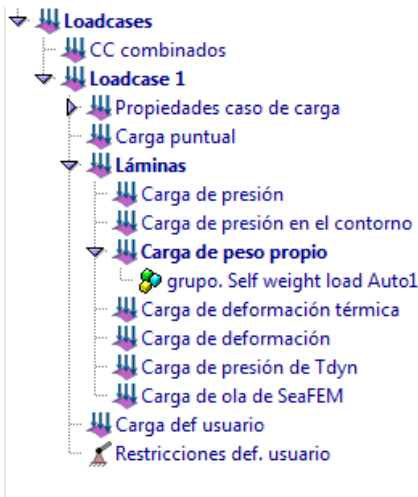 Loadcases
CC combinados
Loadcase 1
Propiedades caso de carga
Carga puntual
Láminas
Carga de presión
Carga de presión en el contorno
Carga de peso propio
grupo. Self weight load Auto1
Carga de deformación térmica
Carga de deformación
Carga de presión de Tdyn
Carga de ola de SeaFEM
Carga def usuario
Restricciones def. usuario